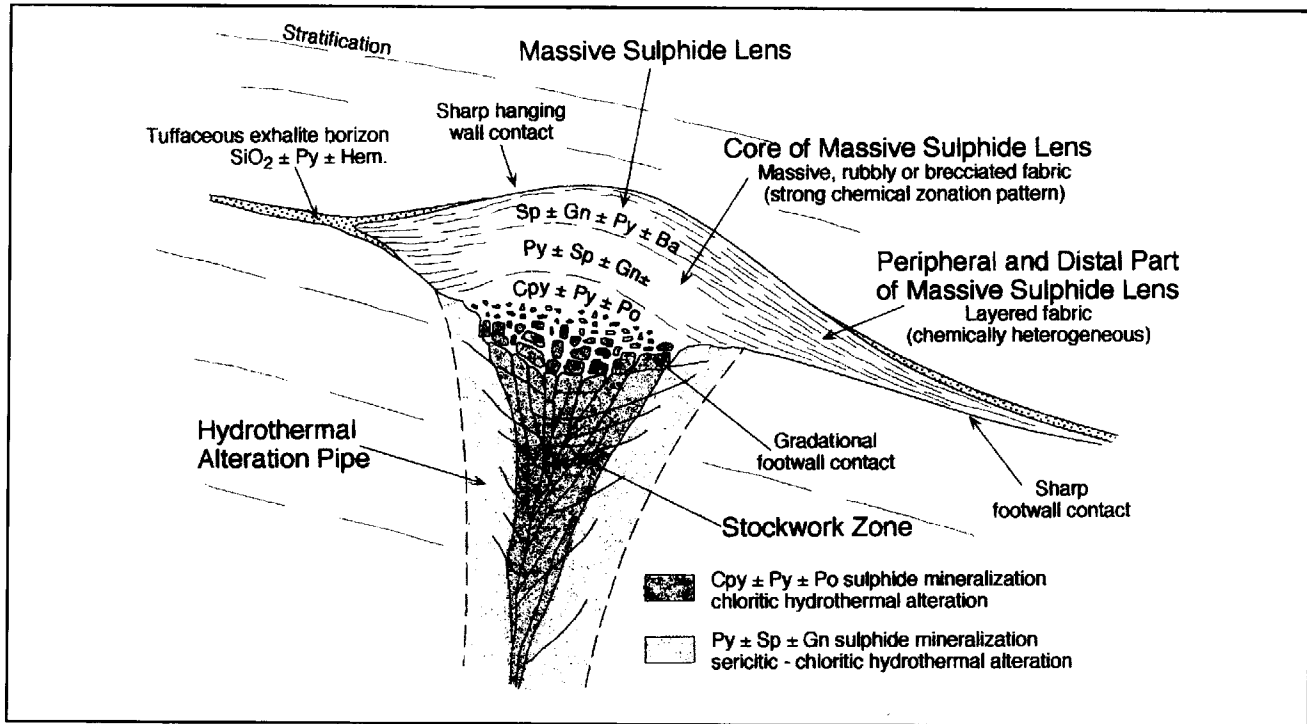 Stratification
Massive Sulphide Lens
Sharp hanging
wall contact
Tuffaceous exhalite horizon
SiO₂ ± Py ± Hem.
Core of Massive Sulphide Lens
Massive, rubbly or brecciated fabric
(strong chemical zonation pattern)
Sp ± Gn ± Py ± Ba
Py ± Sp ± Gn±
Cpy ± Py ± Po
Peripheral and Distal Part
of Massive Sulphide Lens
Layered fabric
(chemically heterogeneous)
Hydrothermal
Alteration Pipe
Gradational
footwall contact
Sharp
footwall contact
Stockwork Zone
Cpy ± Py ± Po sulphide mineralization
chloritic hydrothermal alteration
Py ± Sp ± Gn sulphide mineralization
sericitic - chloritic hydrothermal alteration